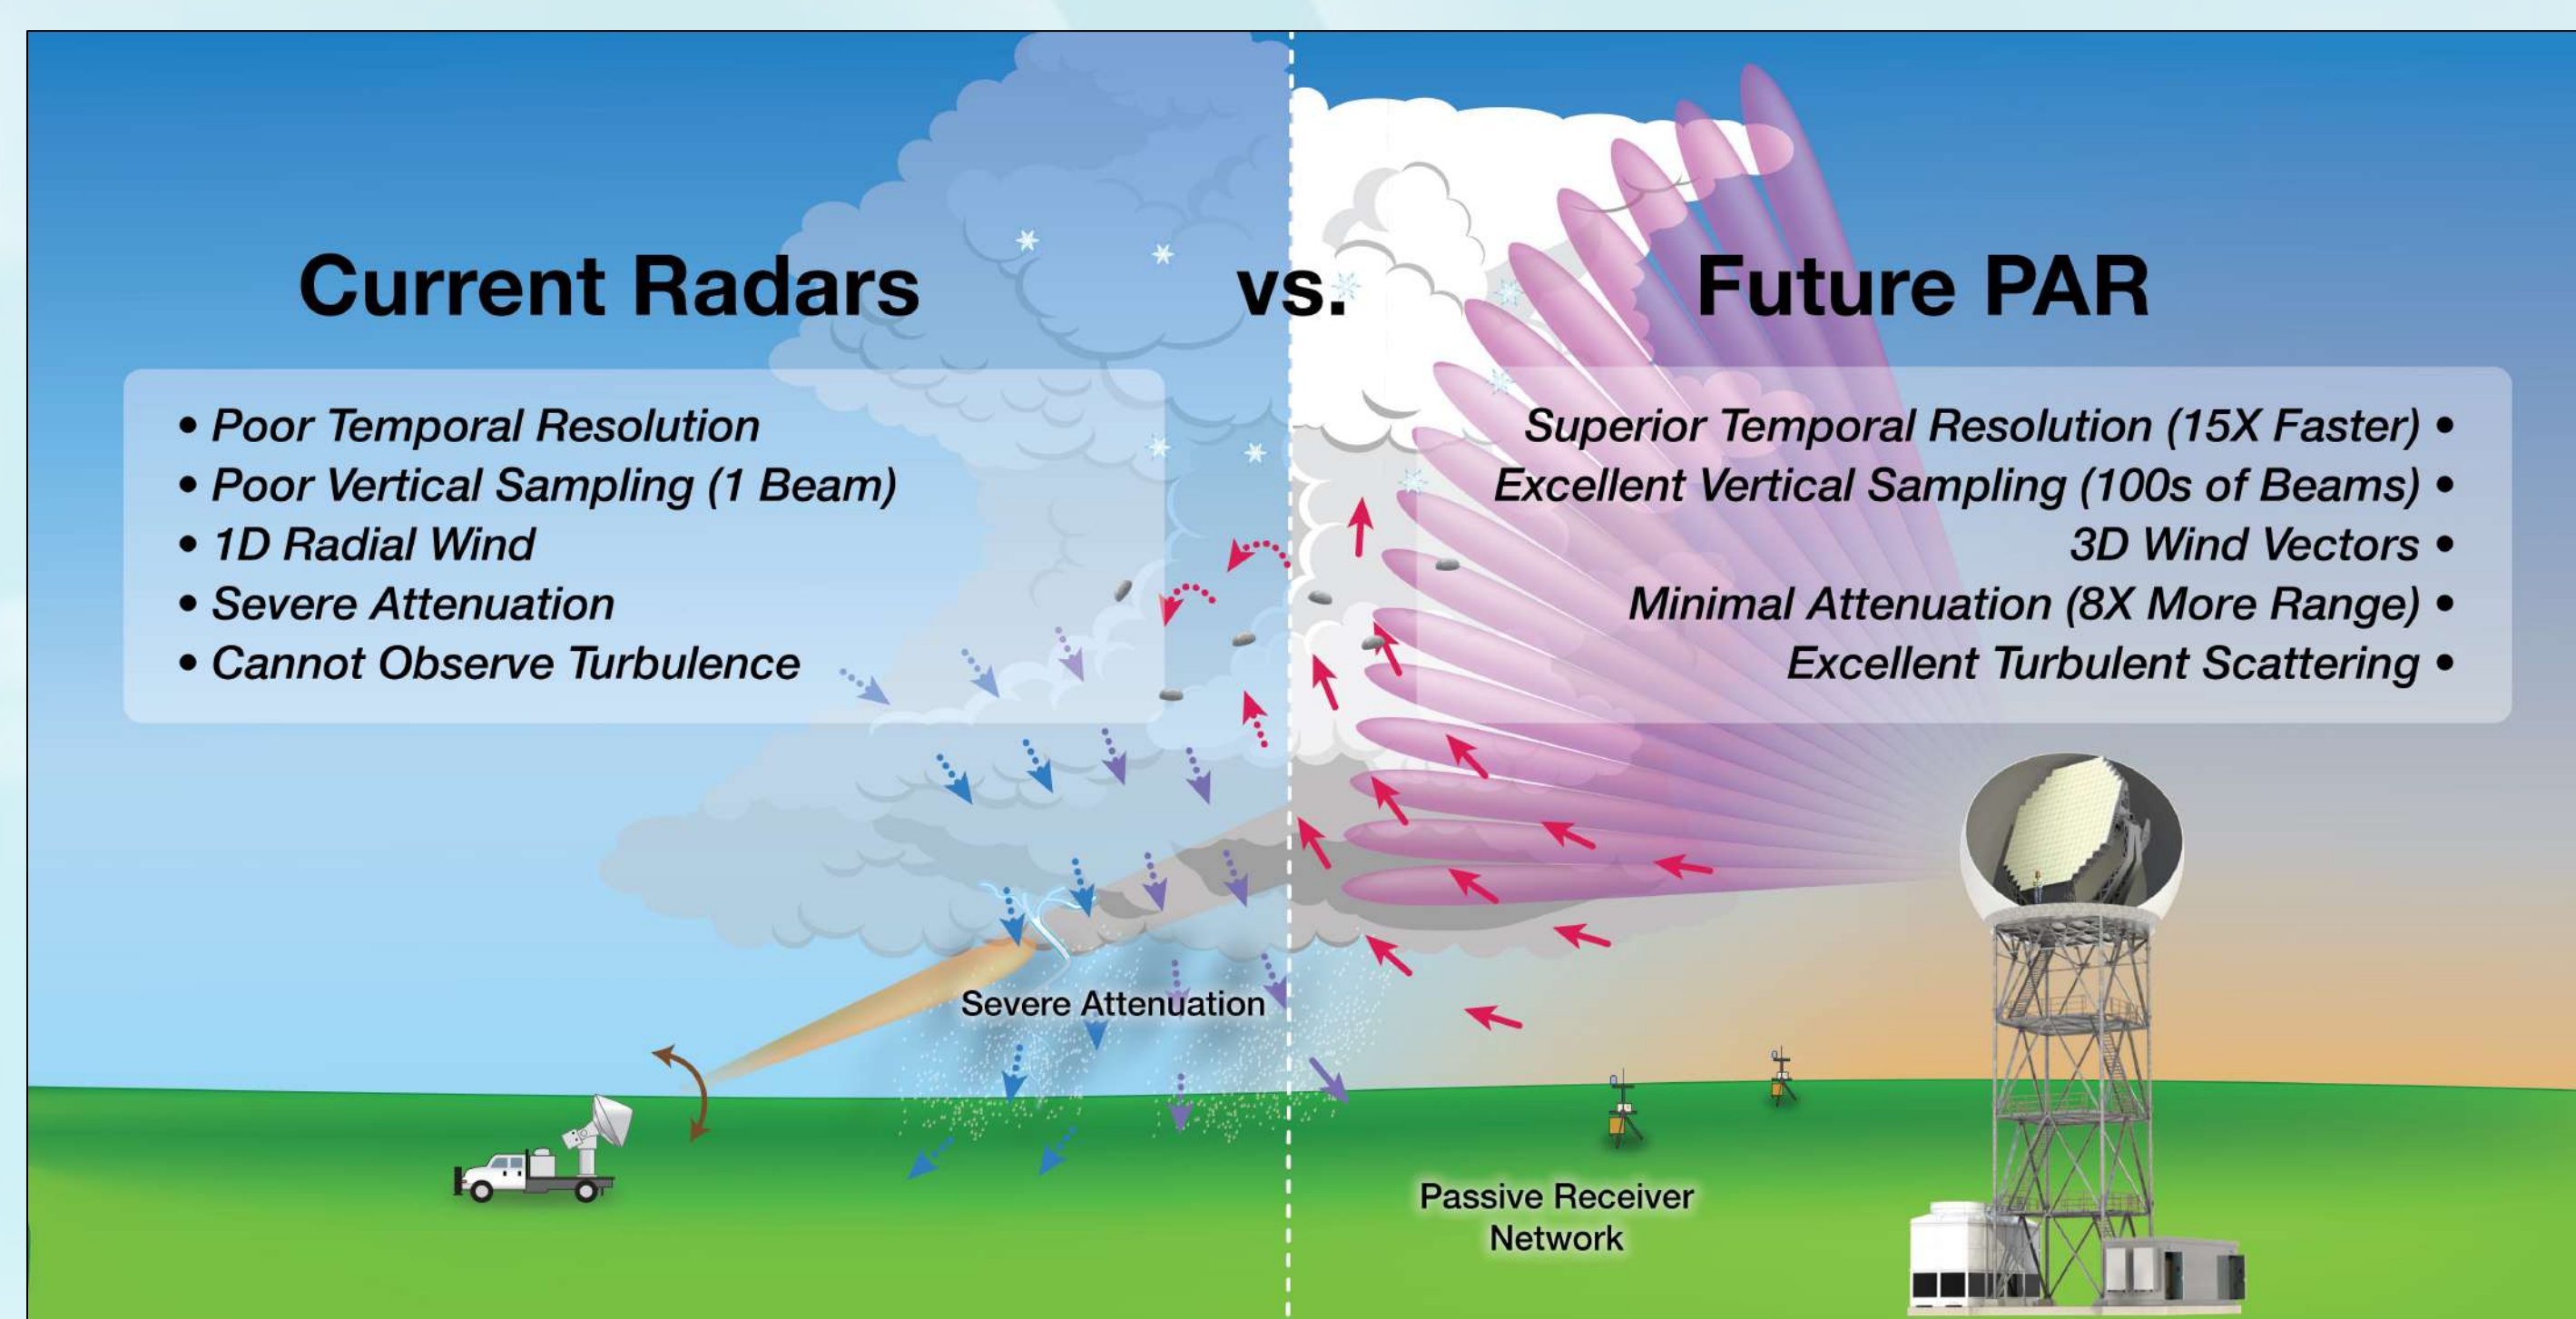 Current Radars vs. Future PAR
• Poor Temporal Resolution
• Poor Vertical Sampling (1 Beam)
• 1D Radial Wind
• Severe Attenuation
• Cannot Observe Turbulence
Superior Temporal Resolution (15X Faster) •
Excellent Vertical Sampling (100s of Beams) •
3D Wind Vectors •
Minimal Attenuation (8X More Range) •
Excellent Turbulent Scattering •
Severe Attenuation
Passive Receiver
Network